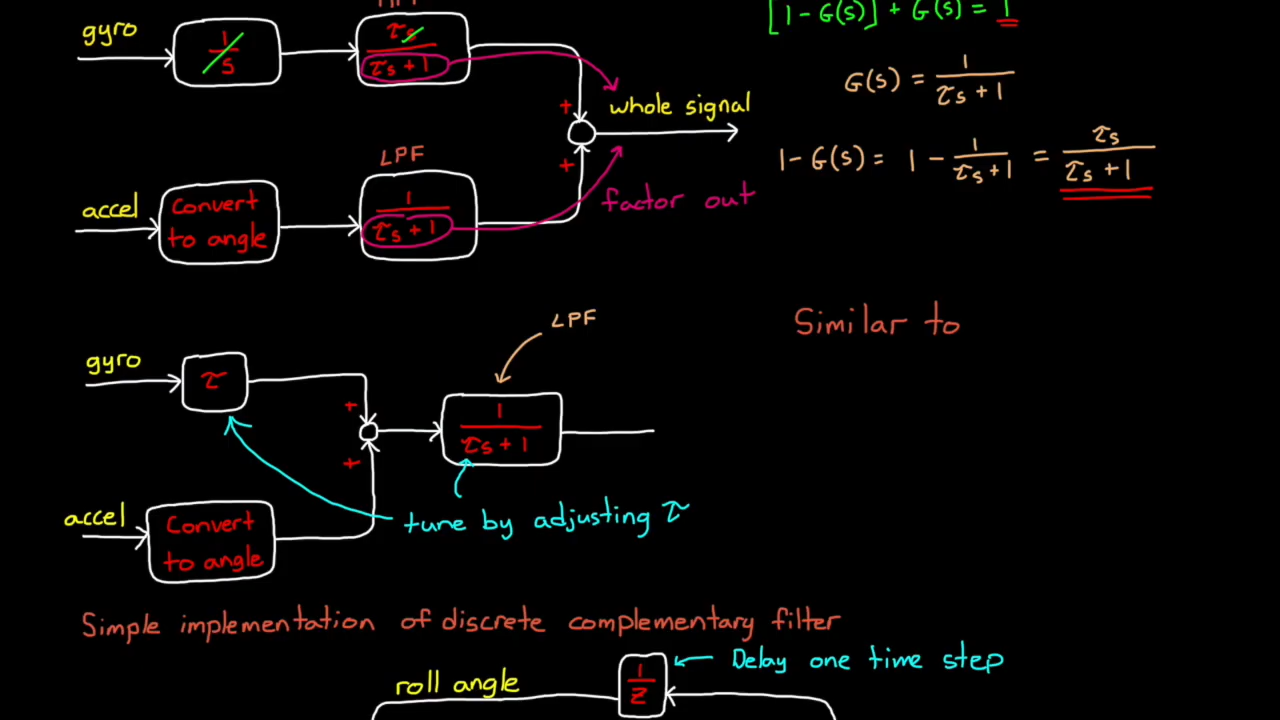 HPF
[1-G(s)] + G(s) = 1
gyro
1/s
τs/(τs + 1)
G(s) = 1/(τs + 1)
whole signal
1 - G(s) = 1 - 1/(τs + 1) = τs/(τs + 1)
LPF
factor out
accel
Convert
to angle
1/(τs + 1)
LPF
Similar to
gyro
τ
+
+
+
+
1/(τs + 1)
accel
Convert
to angle
tune by adjusting τ
Simple implementation of discrete complementary filter
1/z
Delay one time step
roll angle